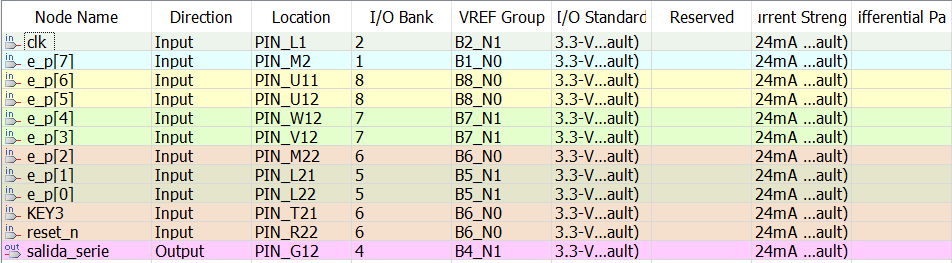 Node Name Direction Location I/O Bank VREF Group I/O Standard Reserved urrent Streng ifferential Pa
in clk Input PIN_L1 2 B2_N1 3.3-V...ault) 24mA ...ault)
in e_p[7] Input PIN_M2 1 B1_N0 3.3-V...ault) 24mA ...ault)
in e_p[6] Input PIN_U11 8 B8_N0 3.3-V...ault) 24mA ...ault)
in e_p[5] Input PIN_U12 8 B8_N0 3.3-V...ault) 24mA ...ault)
in e_p[4] Input PIN_W12 7 B7_N1 3.3-V...ault) 24mA ...ault)
in e_p[3] Input PIN_V12 7 B7_N1 3.3-V...ault) 24mA ...ault)
in e_p[2] Input PIN_M22 6 B6_N0 3.3-V...ault) 24mA ...ault)
in e_p[1] Input PIN_L21 5 B5_N1 3.3-V...ault) 24mA ...ault)
in e_p[0] Input PIN_L22 5 B5_N1 3.3-V...ault) 24mA ...ault)
in KEY3 Input PIN_T21 6 B6_N0 3.3-V...ault) 24mA ...ault)
in reset_n Input PIN_R22 6 B6_N0 3.3-V...ault) 24mA ...ault)
out salida_serie Output PIN_G12 4 B4_N1 3.3-V...ault) 24mA ...ault)